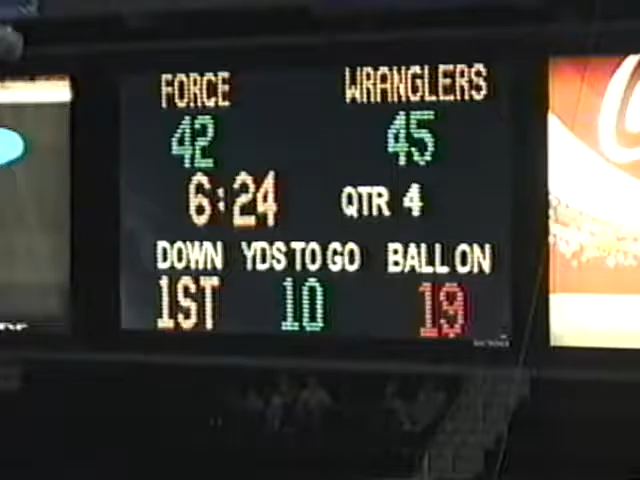 FORCE WRANGLERS
42 45
6:24 QTR 4
DOWN YDS TO GO BALL ON
1ST 10 19